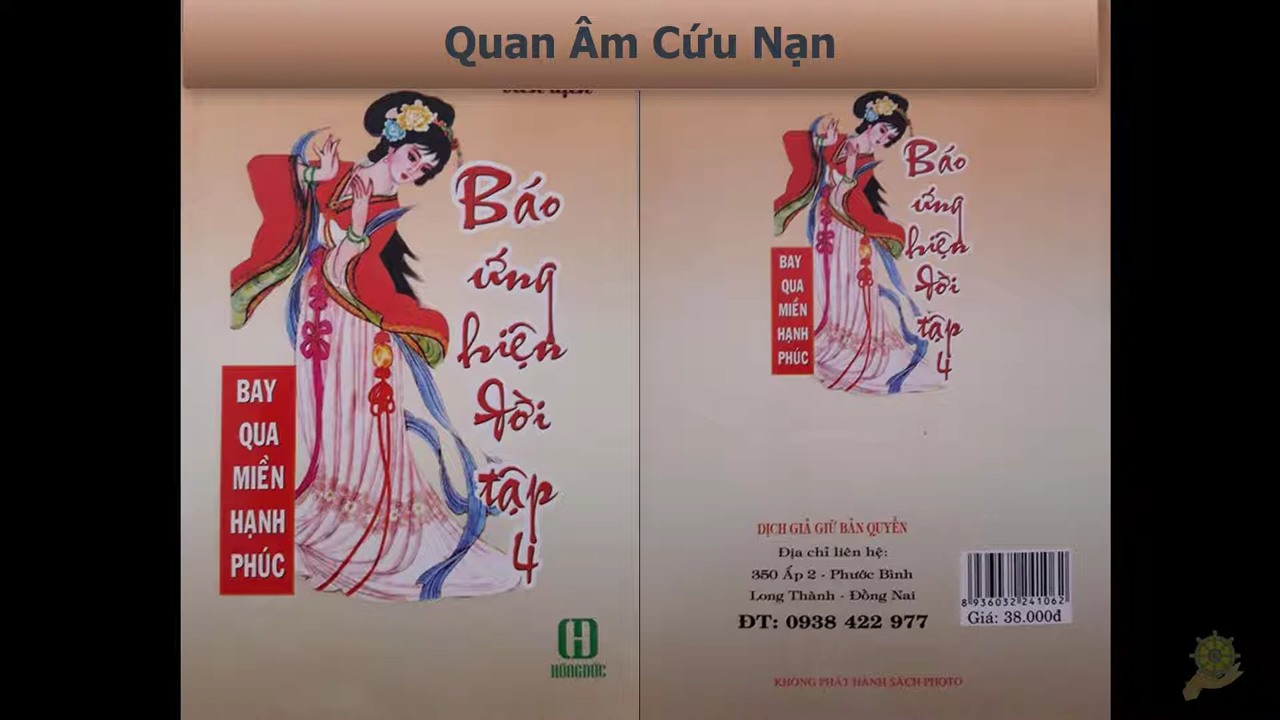 Quan Âm Cứu Nạn
Báo
ứng
hiện
đời
tập
4
BAY
QUA
MIỀN
HẠNH
PHÚC
HỒNG ĐỨC
Báo
ứng
hiện
đời
tập
4
BAY
QUA
MIỀN
HẠNH
PHÚC
DỊCH GIẢ GIỮ BẢN QUYỀN
Địa chỉ liên hệ:
350 Ấp 2 - Phước Bình
Long Thành - Đồng Nai
ĐT: 0938 422 977
8 936032 241062
Giá: 38.000đ
KHÔNG PHÁT HÀNH SÁCH PHOTO